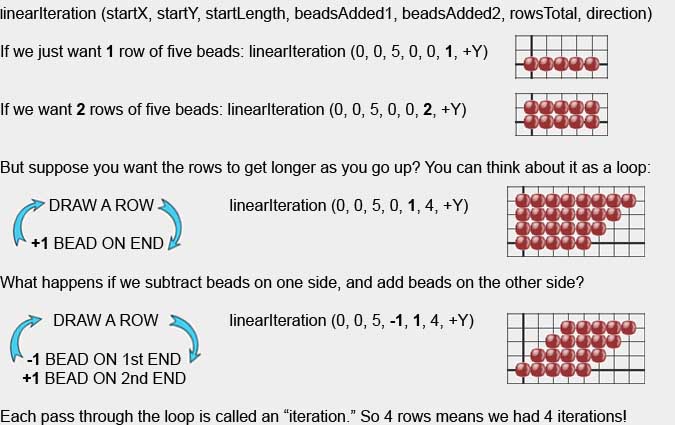 linearIteration (startX, startY, startLength, beadsAdded1, beadsAdded2, rowsTotal, direction)
If we just want 1 row of five beads: linearIteration (0, 0, 5, 0, 0, 1, +Y)
If we want 2 rows of five beads: linearIteration (0, 0, 5, 0, 0, 2, +Y)
But suppose you want the rows to get longer as you go up? You can think about it as a loop:
DRAW A ROW linearIteration (0, 0, 5, 0, 1, 4, +Y)
+1 BEAD ON END
What happens if we subtract beads on one side, and add beads on the other side?
DRAW A ROW linearIteration (0, 0, 5, -1, 1, 4, +Y)
-1 BEAD ON 1st END
+1 BEAD ON 2nd END
Each pass through the loop is called an “iteration.” So 4 rows means we had 4 iterations!